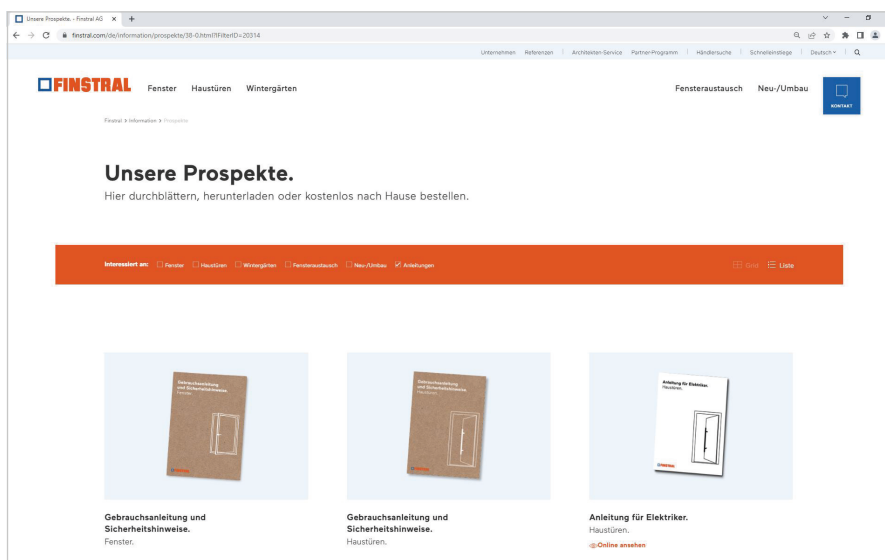 Unsere Prospekte. - Finstral AG
finstral.com/de/information/prospekte/38-0.html?FilterID=20314
Unternehmen Referenzen Architekten-Service Partner-Programm Händlersuche Schnelleinstiege Deutsch
FINSTRAL Fenster Haustüren Wintergärten Fensteraustausch Neu-/Umbau
KONTAKT
Finstral > Information > Prospekte
Unsere Prospekte.
Hier durchblättern, herunterladen oder kostenlos nach Hause bestellen.
Interessiert an: Fenster Haustüren Wintergärten Fensteraustausch Neu-/Umbau Anleitungen Grid Liste
Gebrauchsanleitung
und Sicherheitshinweise.
Fenster.
FINSTRAL
Gebrauchsanleitung
und Sicherheitshinweise.
Haustüren.
FINSTRAL
Anleitung für Elektriker.
Haustüren.
FINSTRAL
Gebrauchsanleitung und
Sicherheitshinweise.
Fenster.
Gebrauchsanleitung und
Sicherheitshinweise.
Haustüren.
Anleitung für Elektriker.
Haustüren.
Online ansehen